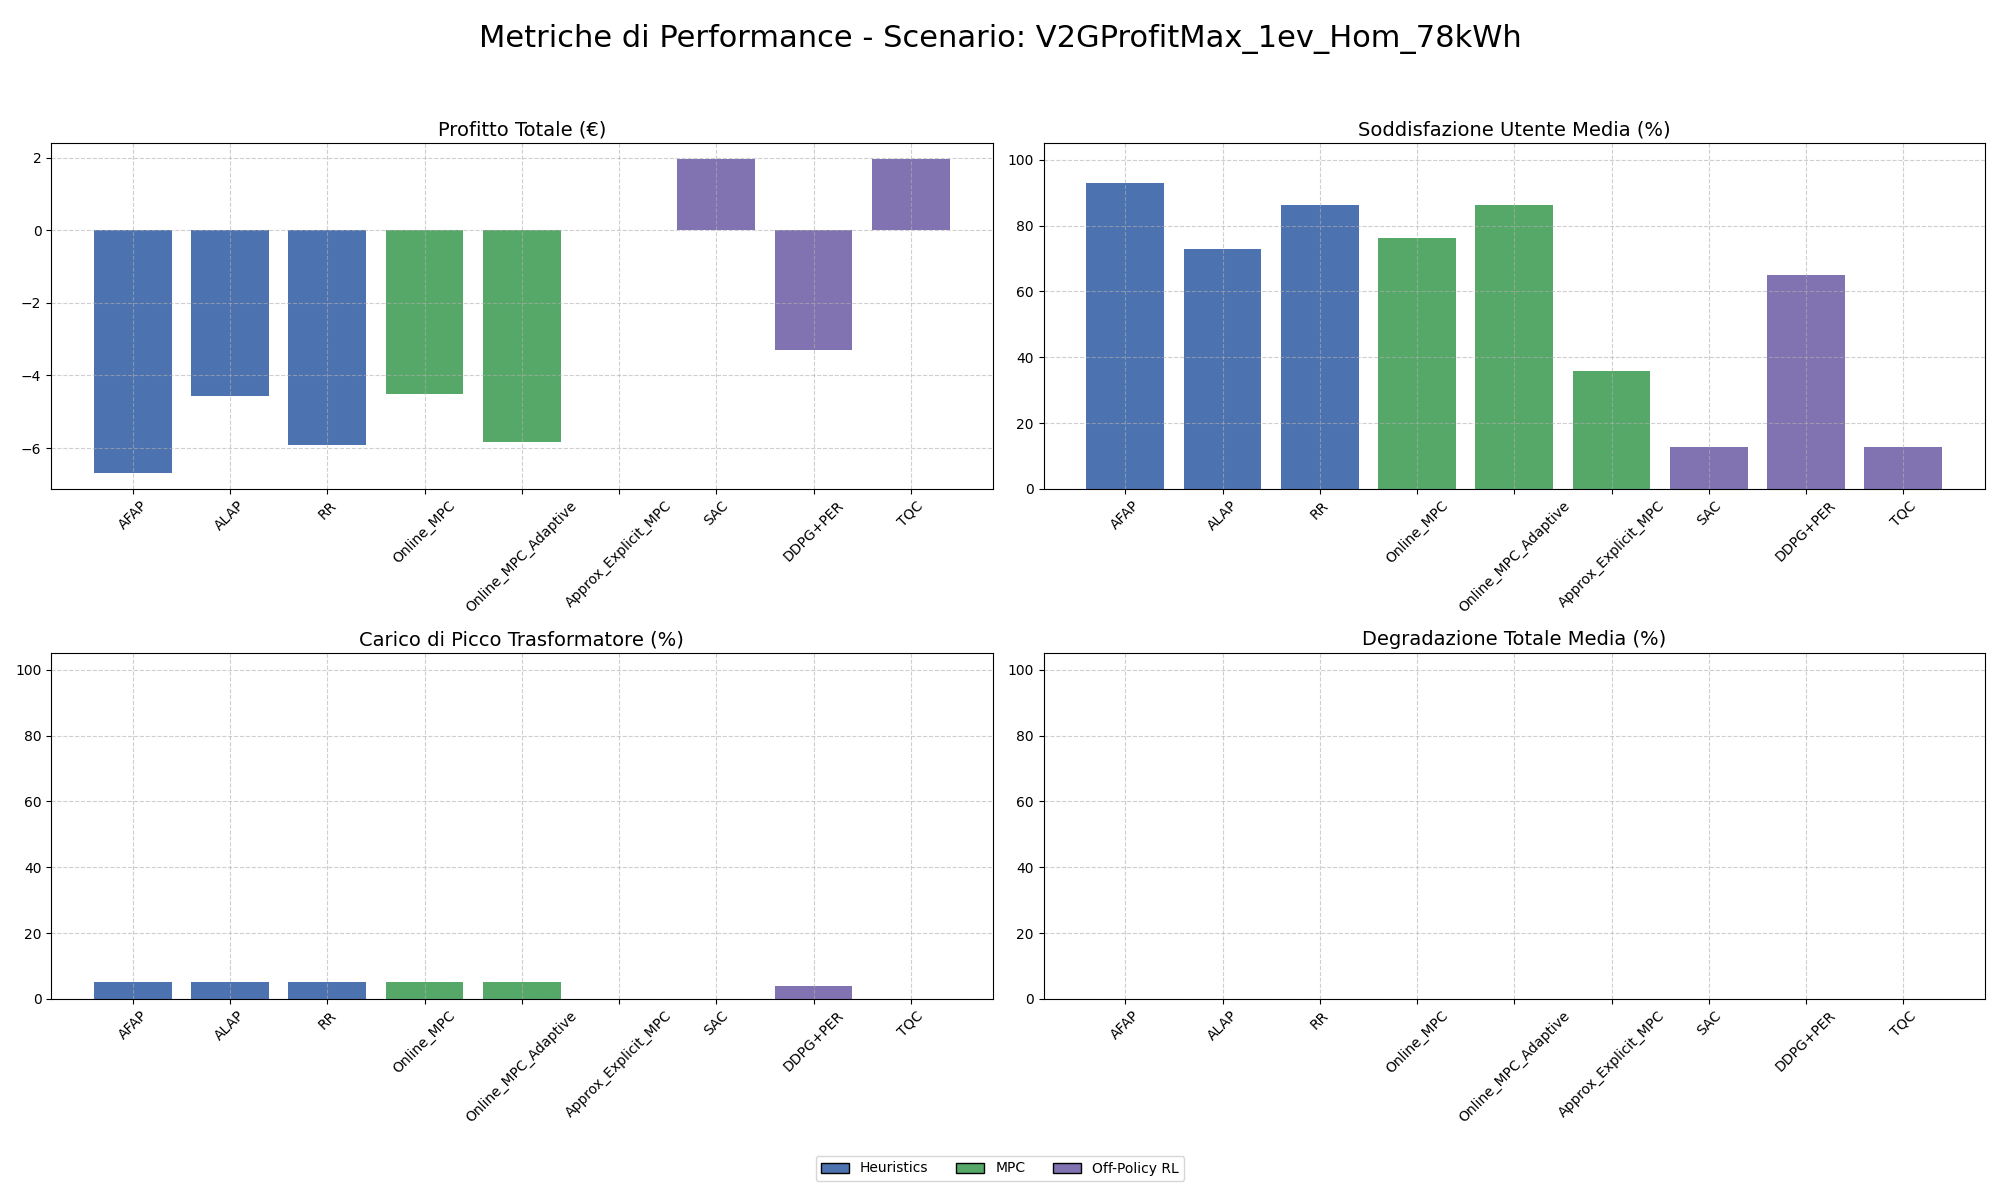 Metriche di Performance - Scenario: V2GProfitMax_1ev_Hom_78kWh
Profitto Totale (€)
2
0
−2
−4
−6
AFAP
ALAP
RR
Online_MPC
Online_MPC_Adaptive
Approx_Explicit_MPC
SAC
DDPG+PER
TQC
Soddisfazione Utente Media (%)
100
80
60
40
20
0
AFAP
ALAP
RR
Online_MPC
Online_MPC_Adaptive
Approx_Explicit_MPC
SAC
DDPG+PER
TQC
Carico di Picco Trasformatore (%)
100
80
60
40
20
0
AFAP
ALAP
RR
Online_MPC
Online_MPC_Adaptive
Approx_Explicit_MPC
SAC
DDPG+PER
TQC
Degradazione Totale Media (%)
100
80
60
40
20
0
AFAP
ALAP
RR
Online_MPC
Online_MPC_Adaptive
Approx_Explicit_MPC
SAC
DDPG+PER
TQC
Heuristics
MPC
Off-Policy RL